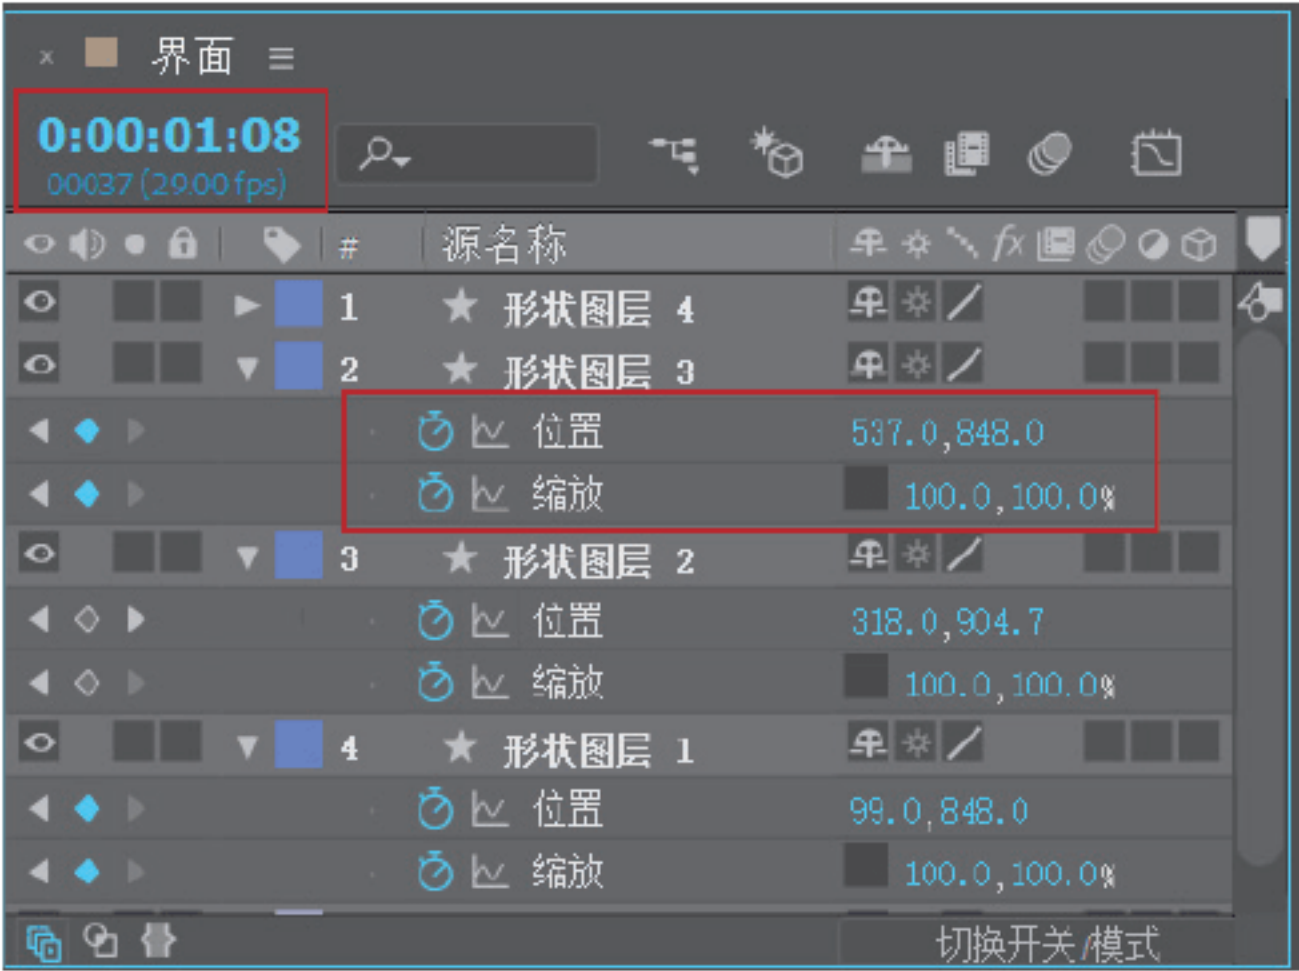 × 界面
0:00:01:08
00037 (29.00 fps)
# 源名称 fx
1 形状图层 4
2 形状图层 3
位置 537.0,848.0
缩放 100.0,100.0%
3 形状图层 2
位置 318.0,904.7
缩放 100.0,100.0%
4 形状图层 1
位置 99.0,848.0
缩放 100.0,100.0%
切换开关/模式